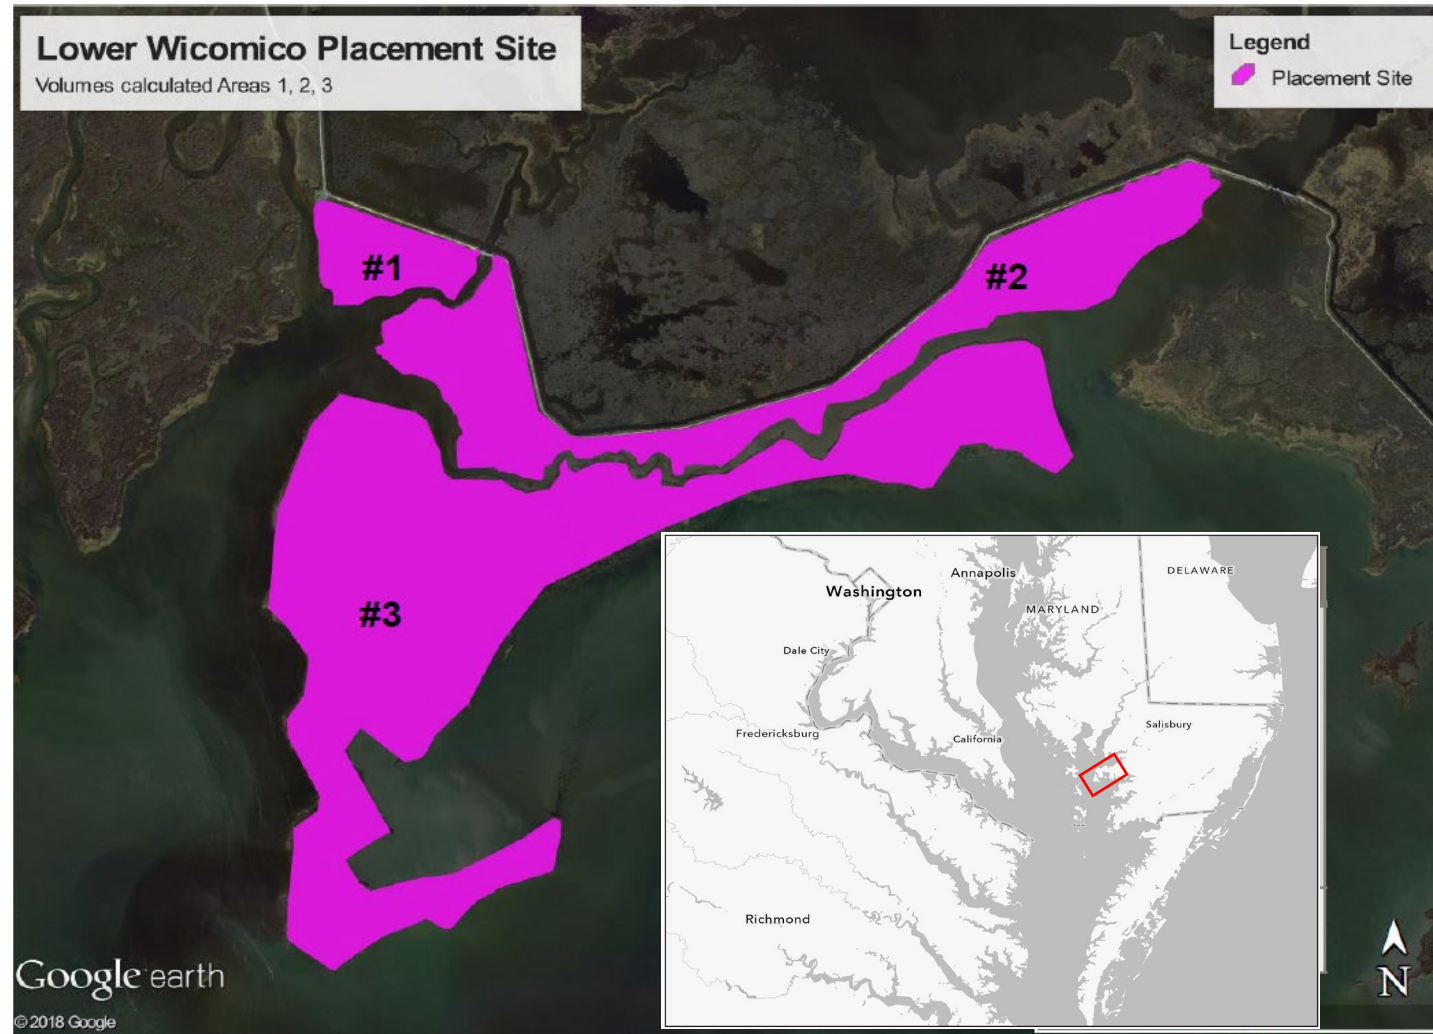 Lower Wicomico Placement Site
Volumes calculated Areas 1, 2, 3
Legend
Placement Site
#1
#2
#3
Annapolis
DELAWARE
Washington
MARYLAND
Dale City
Salisbury
Fredericksburg
California
Richmond
Google earth
N
© 2018 Google